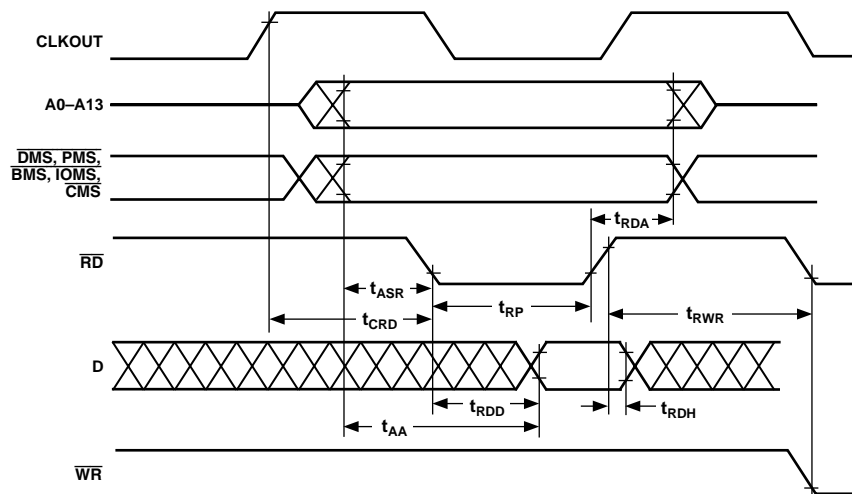 CLKOUT
A0–A13
DMS, PMS,
BMS, IOMS,
CMS
tRDA
RD
tASR
tCRD
tRP
tRWR
D
tRDD
tRDH
tAA
WR